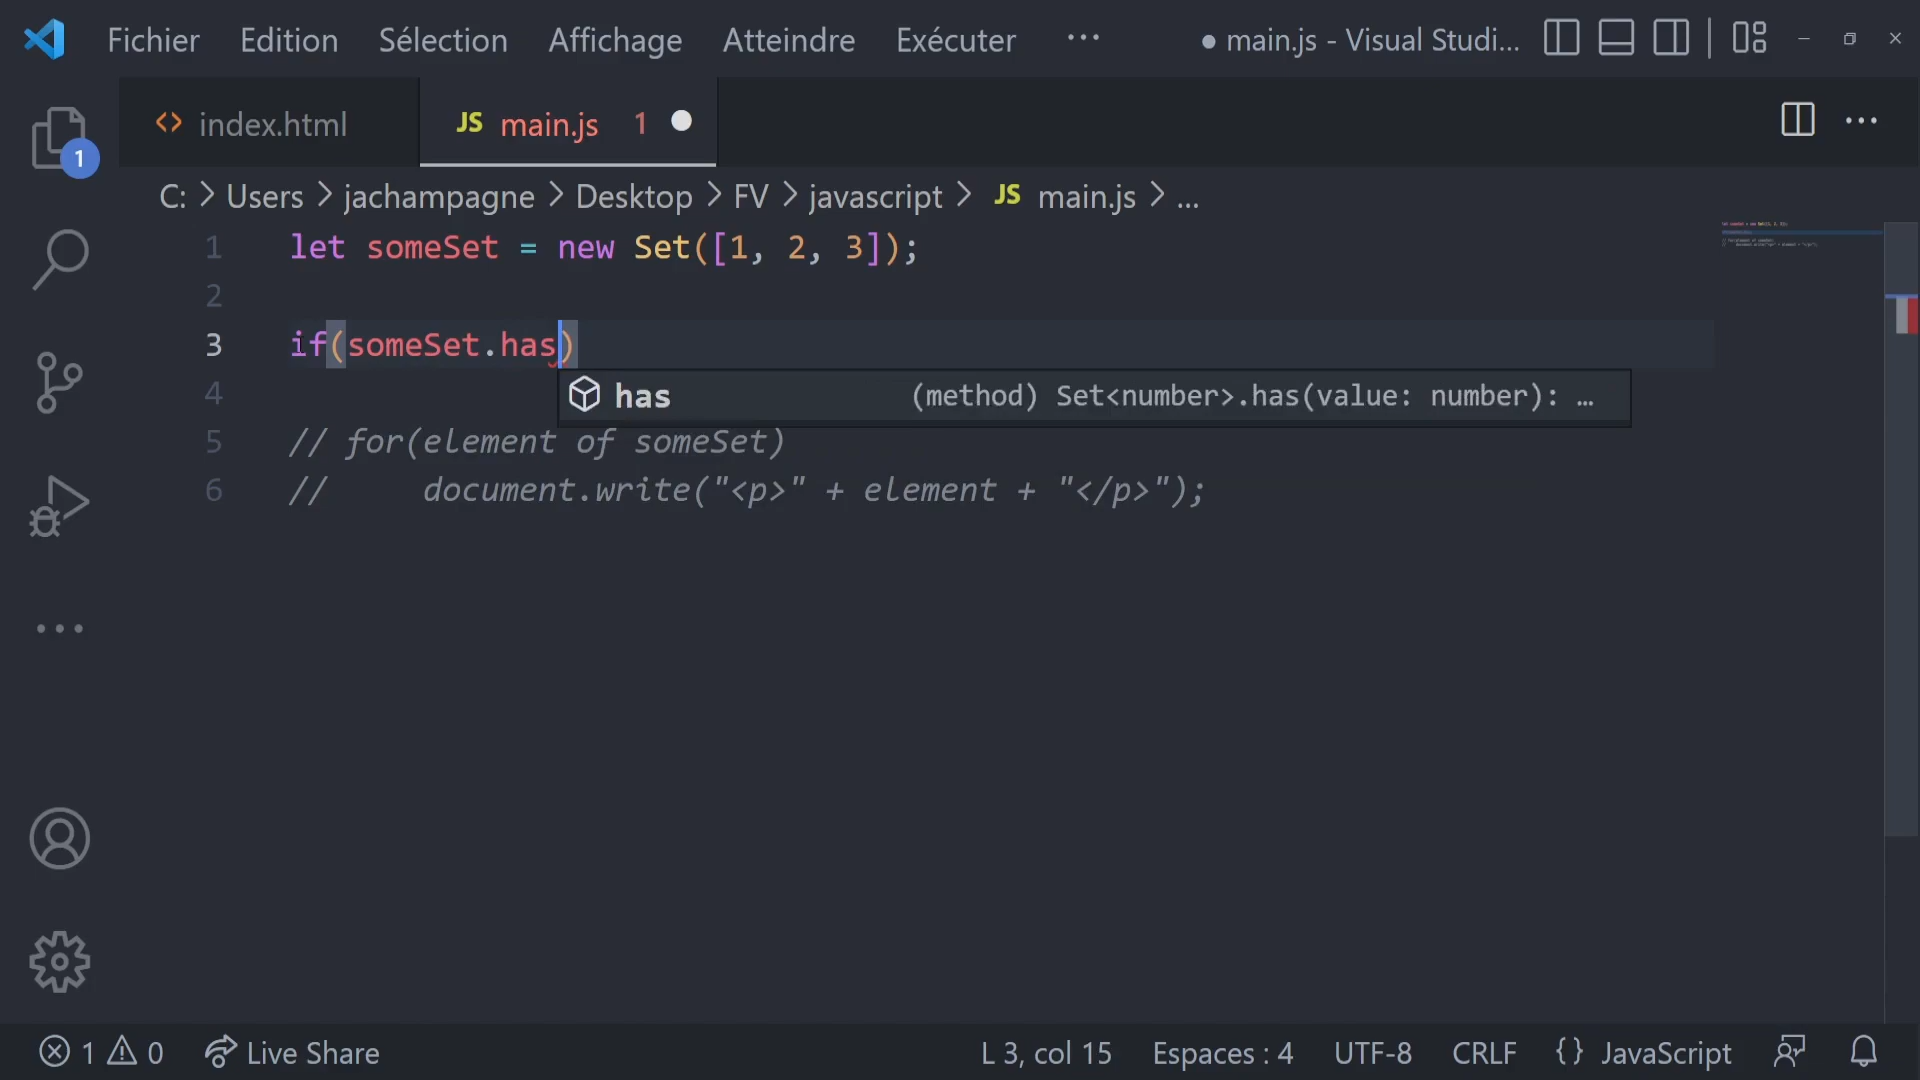 Fichier Edition Sélection Affichage Atteindre Exécuter ··· ● main.js - Visual Studi...
<> index.html JS main.js 1 ●
1
C: > Users > jachampagne > Desktop > FV > javascript > JS main.js > ...
1 let someSet = new Set([1, 2, 3]);
2
3 if(someSet.has)
has (method) Set<number>.has(value: number): …
4
5 // for(element of someSet)
6 //     document.write("<p>" + element + "</p>");
1 0 Live Share L 3, col 15 Espaces : 4 UTF-8 CRLF {} JavaScript